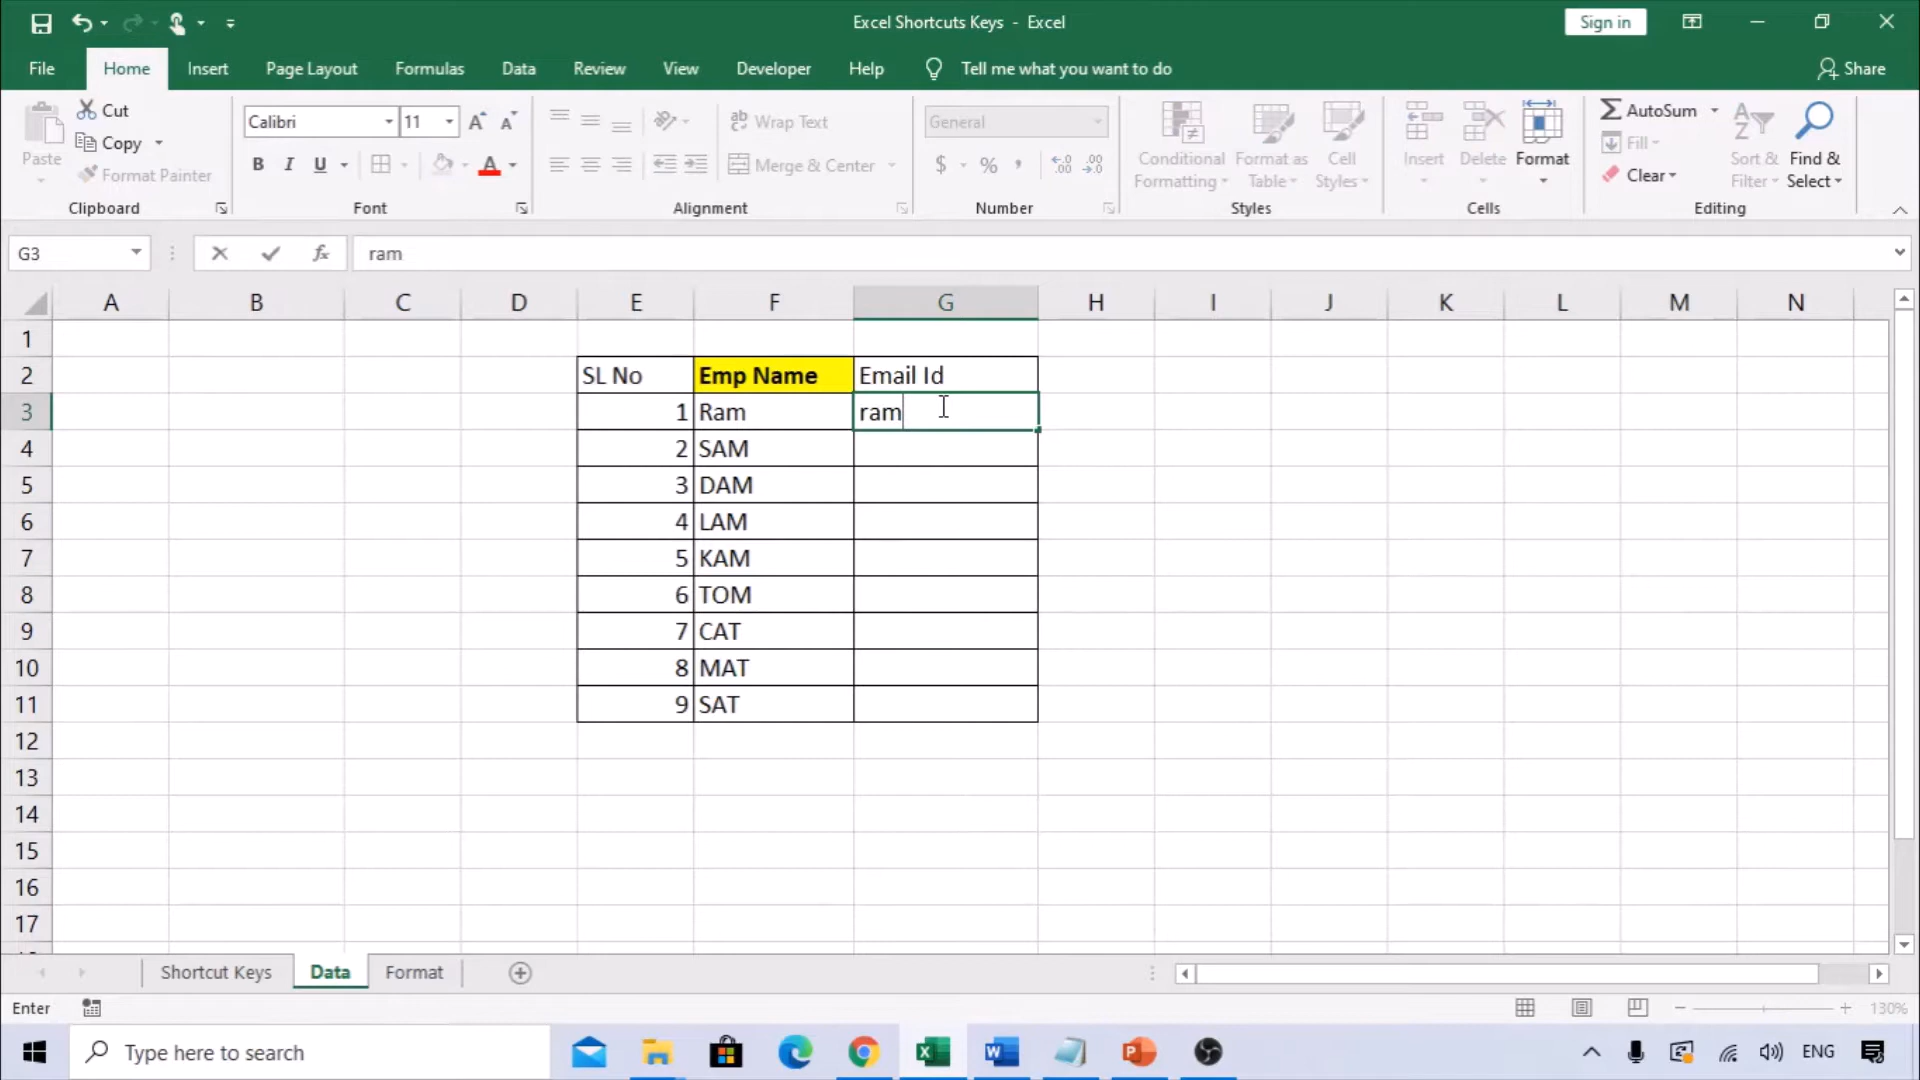 Excel Shortcuts Keys - Excel
Sign in
File Home Insert Page Layout Formulas Data Review View Developer Help Tell me what you want to do Share
Paste
Cut
Copy
Format Painter
Clipboard
Calibri 11
B I U A
Font
ab Wrap Text
Merge & Center
Alignment
General
$ % , .00
Number
Conditional Formatting
Format as Table
Cell Styles
Styles
Insert Delete Format
Cells
AutoSum
Fill
Clear
Sort & Filter
Find & Select
Editing
G3 fx ram
A B C D E F G H I J K L M N
1
2 SL No Emp Name Email Id
3 1 Ram ram
4 2 SAM
5 3 DAM
6 4 LAM
7 5 KAM
8 6 TOM
9 7 CAT
10 8 MAT
11 9 SAT
12
13
14
15
16
17
Shortcut Keys Data Format
Enter 130%
Type here to search ENG